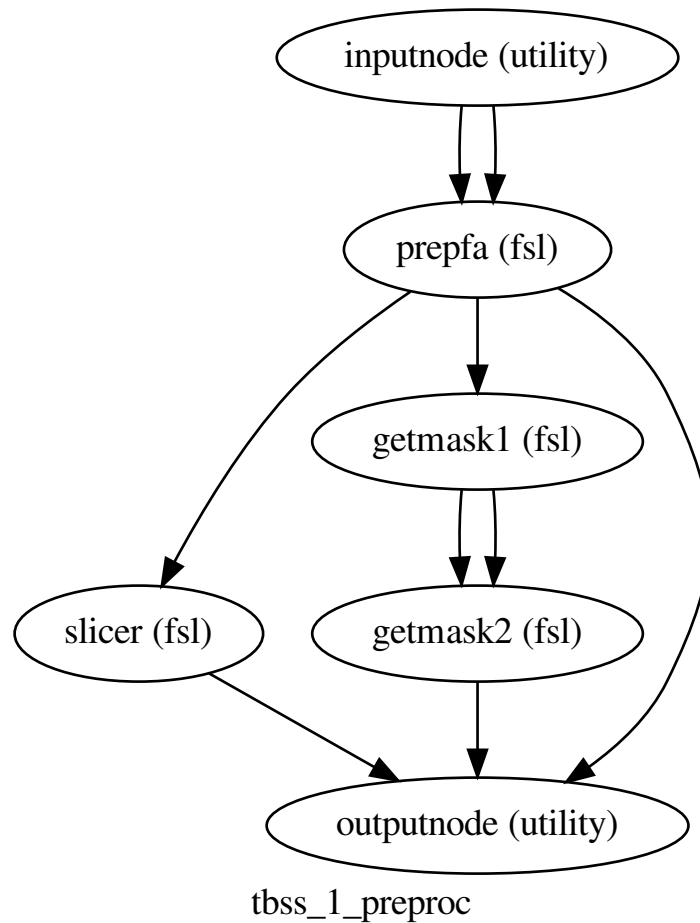 inputnode (utility)
prepfa (fsl)
getmask1 (fsl)
slicer (fsl)
getmask2 (fsl)
outputnode (utility)
tbss_1_preproc